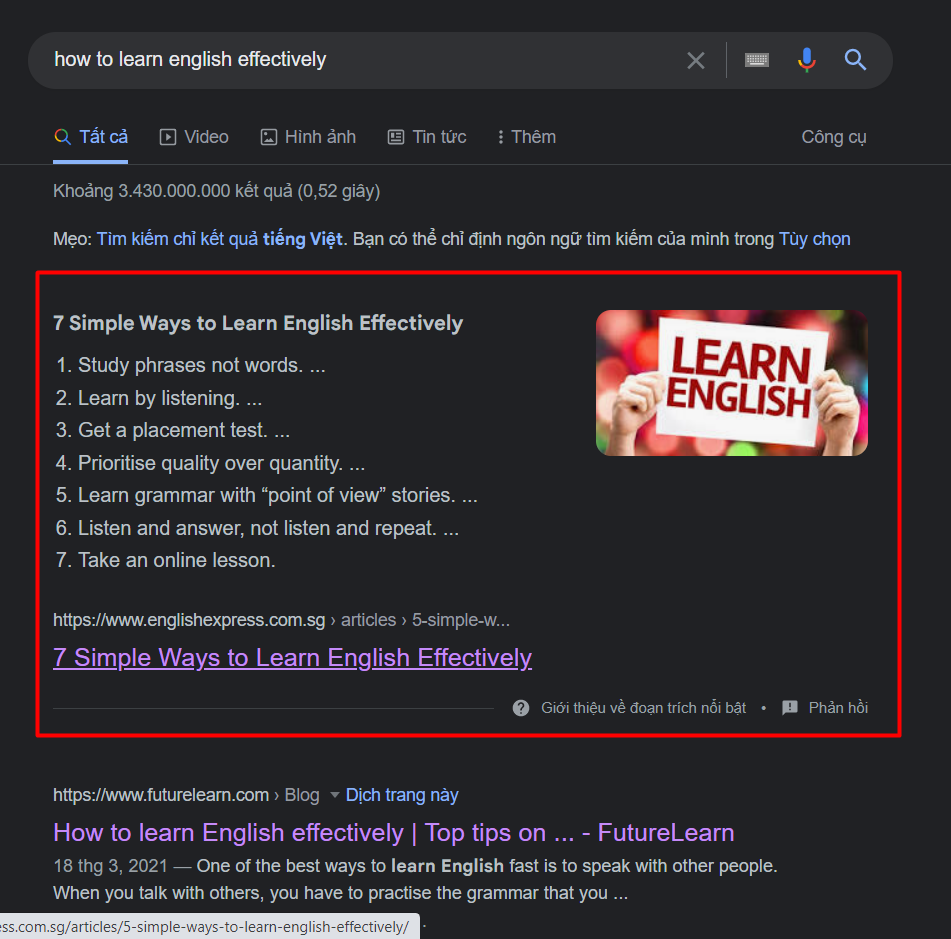 how to learn english effectively
Tất cả
Video
Hình ảnh
Tin tức
Thêm
Công cụ
Khoảng 3.430.000.000 kết quả (0,52 giây)
Mẹo: Tìm kiếm chỉ kết quả tiếng Việt. Bạn có thể chỉ định ngôn ngữ tìm kiếm của mình trong Tùy chọn
7 Simple Ways to Learn English Effectively
1. Study phrases not words. ...
2. Learn by listening. ...
3. Get a placement test. ...
4. Prioritise quality over quantity. ...
5. Learn grammar with “point of view” stories. ...
6. Listen and answer, not listen and repeat. ...
7. Take an online lesson.
LEARN
ENGLISH
https://www.englishexpress.com.sg › articles › 5-simple-w...
7 Simple Ways to Learn English Effectively
Giới thiệu về đoạn trích nổi bật • Phản hồi
https://www.futurelearn.com › Blog Dịch trang này
How to learn English effectively | Top tips on ... - FutureLearn
18 thg 3, 2021 — One of the best ways to learn English fast is to speak with other people.
When you talk with others, you have to practise the grammar that you ...
ess.com.sg/articles/5-simple-ways-to-learn-english-effectively/